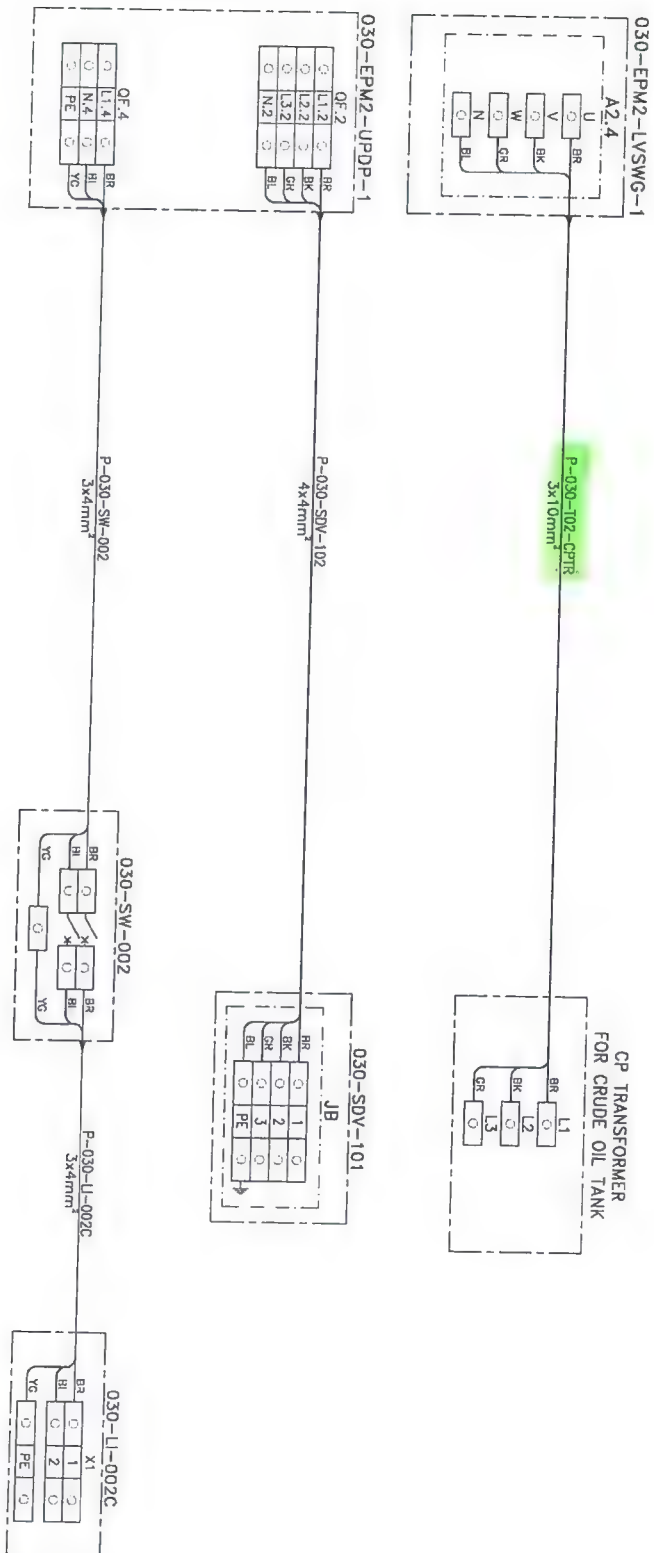 030-EPM2-LVSWG-1
A2.4
U
V
W
N
BR
BK
GR
BL
P-030-T02-CPTR
3x10mm²
CP TRANSFORMER
FOR CRUDE OIL TANK
L1
L2
L3
BR
BK
GR
030-EPM2-UPDP-1
QF.2
L1.2
L2.2
L3.2
N.2
BR
BK
GR
BL
P-030-SDV-102
4x4mm²
030-SDV-101
JB
BR
BK
GR
BL
1
2
3
PE
QF.4
L1.4
N.4
PE
BR
Bl
YG
P-030-SW-002
3x4mm²
030-SW-002
BR
Bl
YG
BR
Bl
YG
P-030-LI-002C
3x4mm²
030-LI-002C
X1
BR
Bl
YG
1
2
PE